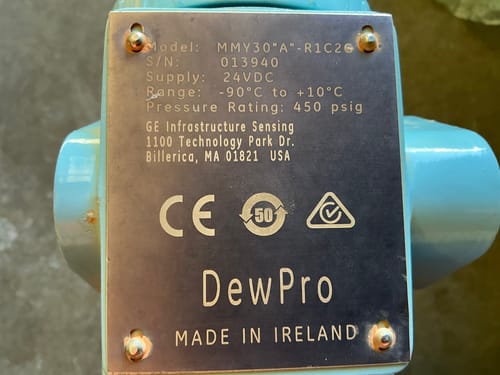 Model: MMY30"A"-R1C2G
S/N: 013940
Supply: 24VDC
Range: -90°C to +10°C
Pressure Rating: 450 psig
GE Infrastructure Sensing
1100 Technology Park Dr.
Billerica, MA 01821 USA
CE 50 C
DewPro
MADE IN IRELAND